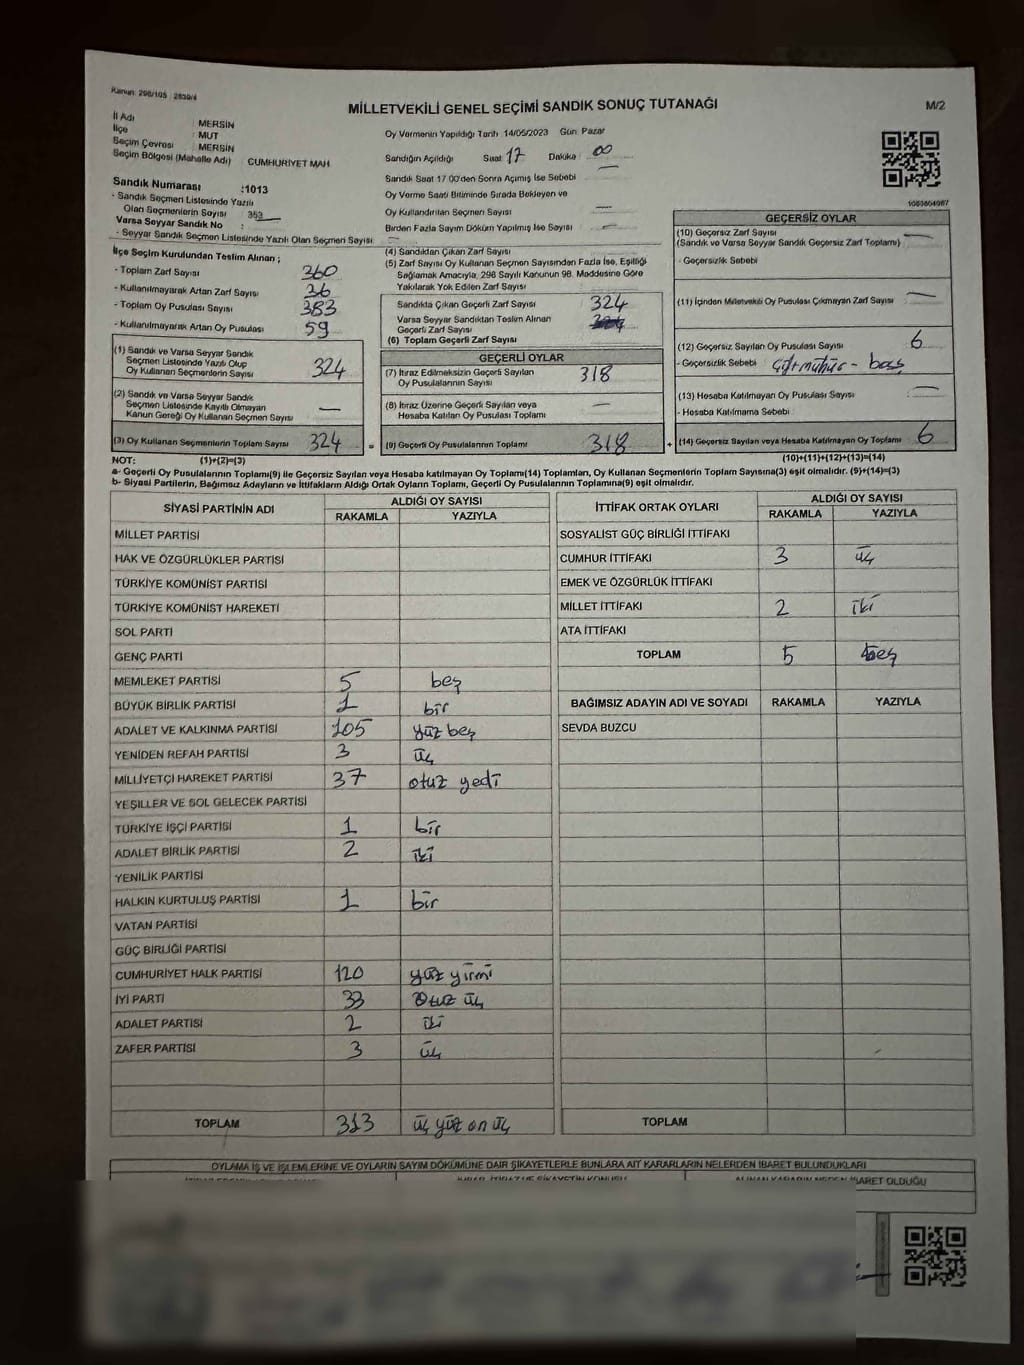 Kanun: 298/105 2839/4
MİLLETVEKİLİ GENEL SEÇİMİ SANDIK SONUÇ TUTANAĞI
M/2
İl Adı : MERSİN
İlçe : MUT
Seçim Çevresi : MERSİN
Seçim Bölgesi (Mahalle Adı) CUMHURİYET MAH
Sandık Numarası :1013
- Sandık Seçmen Listesinde Yazılı
Olan Seçmenlerin Sayısı 353
Varsa Seyyar Sandık No :
- Seyyar Sandık Seçmen Listesinde Yazılı Olan Seçmen Sayısı
Oy Vermenin Yapıldığı Tarih 14/05/2023 Gün Pazar
Sandığın Açıldığı Saat 17 Dakika 00
Sandık Saat 17 00'den Sonra Açımış İse Sebebi
Oy Verme Saati Bitiminde Sırada Bekleyen ve
Oy Kullandırılan Seçmen Sayısı
Birden Fazla Sayım Döküm Yapılmış İse Sayısı
İlçe Seçim Kurulundan Teslim Alınan ;
- Toplam Zarf Sayısı 360
- Kullanılmayarak Artan Zarf Sayısı 36
- Toplam Oy Pusulası Sayısı 383
- Kullanılmayarak Artan Oy Pusulası 59
(4) Sandıktan Çıkan Zarf Sayısı
(5) Zarf Sayısı Oy Kullanan Seçmen Sayısından Fazla İse, Eşitliği
Sağlamak Amacıyla, 298 Sayılı Kanunun 98. Maddesine Göre
Yakılarak Yok Edilen Zarf Sayısı
Sandıkta Çıkan Geçerli Zarf Sayısı 324
Varsa Seyyar Sandıktan Teslim Alınan
Geçerli Zarf Sayısı
(6) Toplam Geçerli Zarf Sayısı
GEÇERLİ OYLAR
(7) İtiraz Edilmeksizin Geçerli Sayılan
Oy Pusulalarının Sayısı 318
(8) İtiraz Üzerine Geçerli Sayılan veya
Hesaba Katılan Oy Pusulası Toplamı
(9) Geçerli Oy Pusulalarının Toplamı 318
(1) Sandık ve Varsa Seyyar Sandık
Seçmen Listesinde Yazılı Olup
Oy Kullanan Seçmenlerin Sayısı 324
(2) Sandık ve Varsa Seyyar Sandık
Seçmen Listesinde Kayıtlı Olmayan
Kanun Gereği Oy Kullanan Seçmen Sayısı
(3) Oy Kullanan Seçmenlerin Toplam Sayısı 324 =
GEÇERSİZ OYLAR
(10) Geçersiz Zarf Sayısı
(Sandık ve Varsa Seyyar Sandık Geçersiz Zarf Toplamı)
- Geçersizlik Sebebi
(11) İçinden Milletvekili Oy Pusulası Çıkmayan Zarf Sayısı
(12) Geçersiz Sayılan Oy Pusulası Sayısı 6
- Geçersizlik Sebebi çift mühür - boş
(13) Hesaba Katılmayan Oy Pusulası Sayısı
- Hesaba Katılmama Sebebi
+ (14) Geçersiz Sayılan veya Hesaba Katılmayan Oy Toplamı 6
NOT: (1)+(2)=(3)
(10)+(11)+(12)+(13)=(14)
a- Geçerli Oy Pusulaları Toplamı(9) ile Geçersiz Sayılan veya Hesaba katılmayan Oy Toplamı(14) Toplamları, Oy Kullanan Seçmenlerin Toplam Sayısına(3) eşit olmalıdır. (9)+(14)=(3)
b- Siyasi Partilerin, Bağımsız Adayların ve İttifakların Aldığı Ortak Oyların Toplamı, Geçerli Oy Pusulalarının Toplamına(9) eşit olmalıdır.
SİYASİ PARTİNİN ADI ALDIĞI OY SAYISI
RAKAMLA YAZIYLA
MİLLET PARTİSİ
HAK VE ÖZGÜRLÜKLER PARTİSİ
TÜRKİYE KOMÜNİST PARTİSİ
TÜRKİYE KOMÜNİST HAREKETİ
SOL PARTİ
GENÇ PARTİ
MEMLEKET PARTİSİ 5 beş
BÜYÜK BİRLİK PARTİSİ 1 bir
ADALET VE KALKINMA PARTİSİ 105 yüz beş
YENİDEN REFAH PARTİSİ 3 üç
MİLLİYETÇİ HAREKET PARTİSİ 37 otuz yedi
YEŞİLLER VE SOL GELECEK PARTİSİ
TÜRKİYE İŞÇİ PARTİSİ 1 bir
ADALET BİRLİK PARTİSİ 2 iki
YENİLİK PARTİSİ
HALKIN KURTULUŞ PARTİSİ 1 bir
VATAN PARTİSİ
GÜÇ BİRLİĞİ PARTİSİ
CUMHURİYET HALK PARTİSİ 120 yüz yirmi
İYİ PARTİ 33 Otuz üç
ADALET PARTİSİ 2 iki
ZAFER PARTİSİ 3 üç
TOPLAM 313 üç yüz on üç
İTTİFAK ORTAK OYLARI ALDIĞI OY SAYISI
RAKAMLA YAZIYLA
SOSYALİST GÜÇ BİRLİĞİ İTTİFAKI
CUMHUR İTTİFAKI 3 üç
EMEK VE ÖZGÜRLÜK İTTİFAKI
MİLLET İTTİFAKI 2 iki
ATA İTTİFAKI
TOPLAM 5 beş
BAĞIMSIZ ADAYIN ADI VE SOYADI RAKAMLA YAZIYLA
SEVDA BUZCU
TOPLAM
OYLAMA İŞ VE İŞLEMLERİNE VE OYLARIN SAYIM DÖKÜMÜNE DAİR ŞİKAYETLERLE BUNLARA AİT KARARLARIN NELERDEN İBARET BULUNDUKLARI